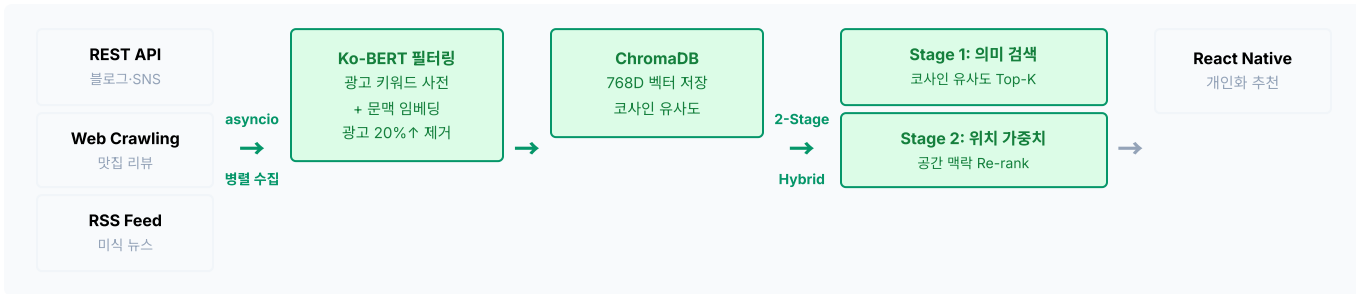 REST API
블로그·SNS
Web Crawling
맛집 리뷰
RSS Feed
미식 뉴스
asyncio
병렬 수집
Ko-BERT 필터링
광고 키워드 사전
+ 문맥 임베딩
광고 20%↑ 제거
ChromaDB
768D 벡터 저장
코사인 유사도
2-Stage
Hybrid
Stage 1: 의미 검색
코사인 유사도 Top-K
Stage 2: 위치 가중치
공간 맥락 Re-rank
React Native
개인화 추천